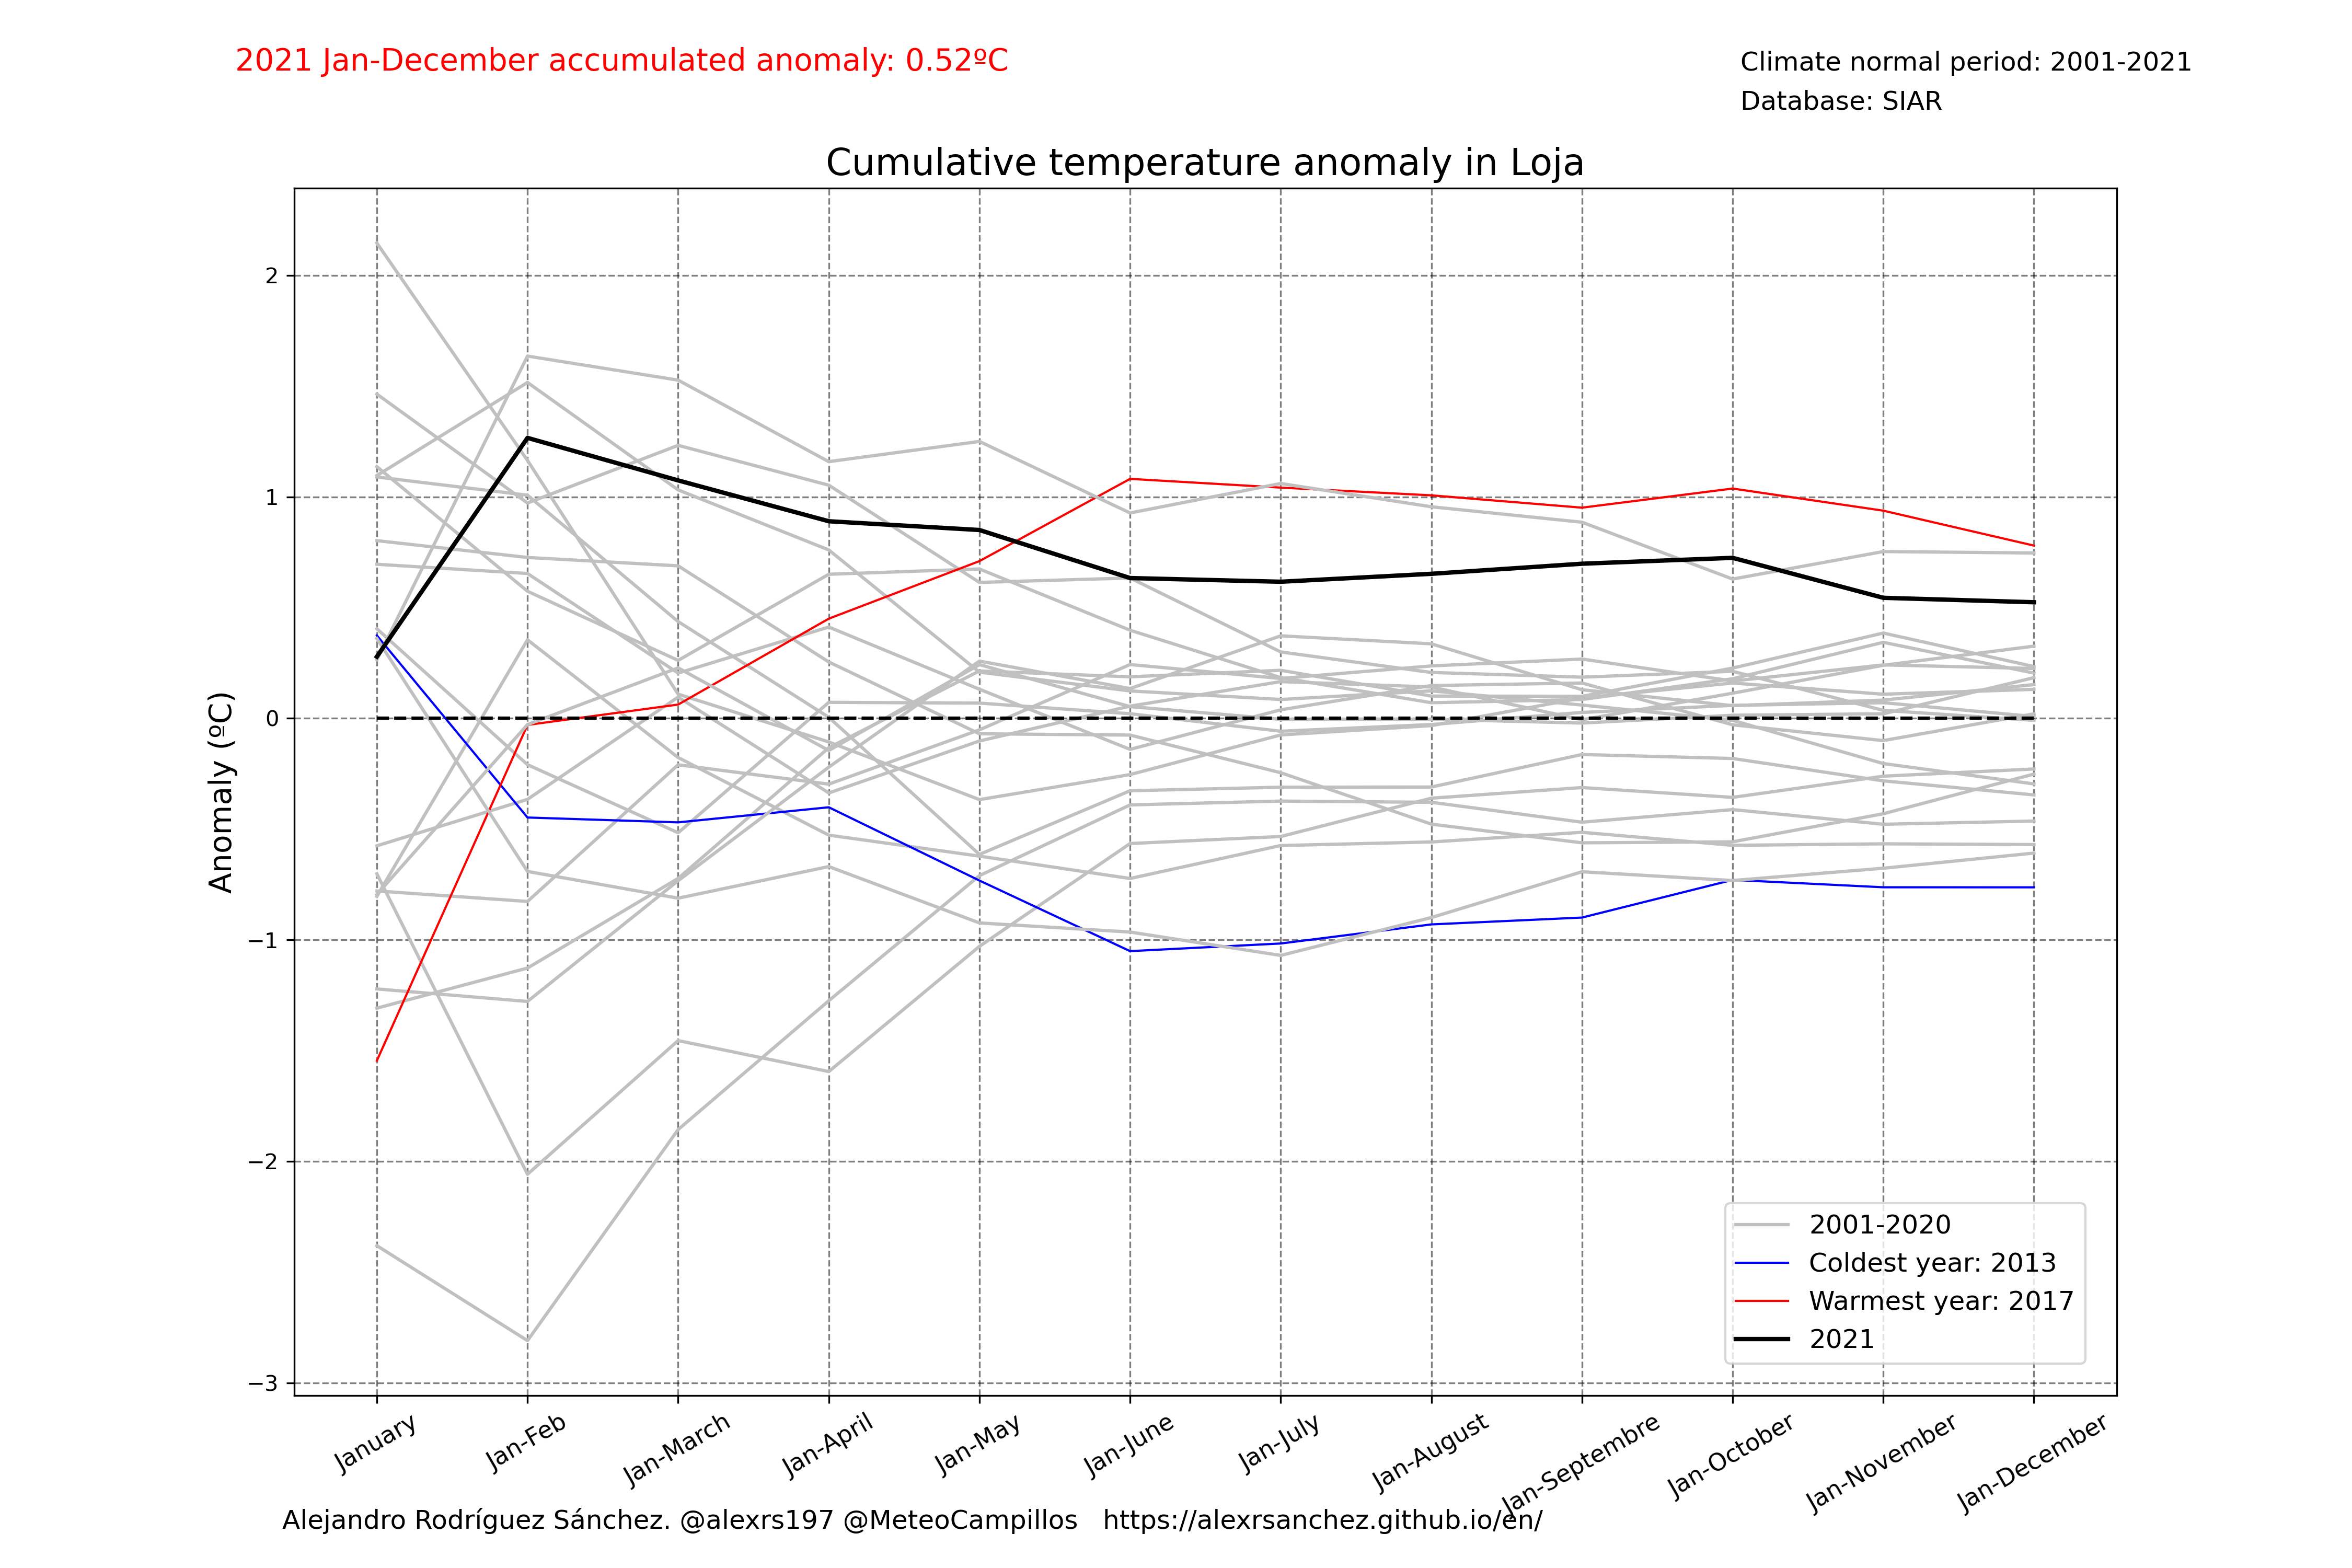 2021 Jan-December accumulated anomaly: 0.52ºC
Climate normal period: 2001-2021
Database: SIAR
Cumulative temperature anomaly in Loja
Anomaly (ºC)
2
1
0
−1
−2
−3
2001-2020
Coldest year: 2013
Warmest year: 2017
2021
January
Jan-Feb
Jan-March
Jan-April
Jan-May
Jan-June
Jan-July
Jan-August
Jan-Septembre
Jan-October
Jan-November
Jan-December
Alejandro Rodríguez Sánchez. @alexrs197 @MeteoCampillos   https://alexrsanchez.github.io/en/